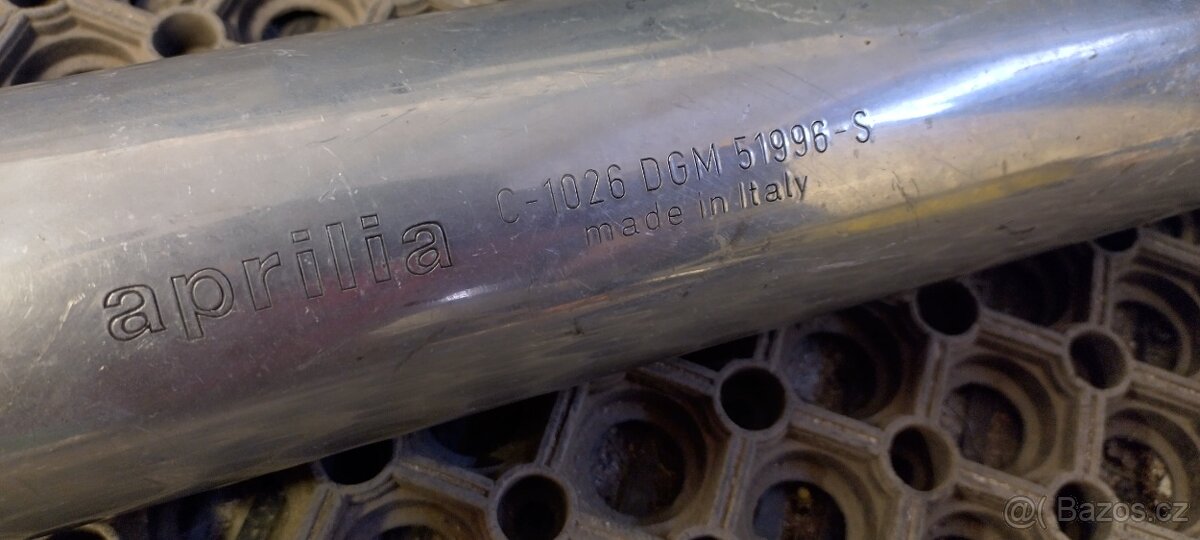 aprilia C-1026 DGM 51996-S
made in Italy
@( Bazos.cz